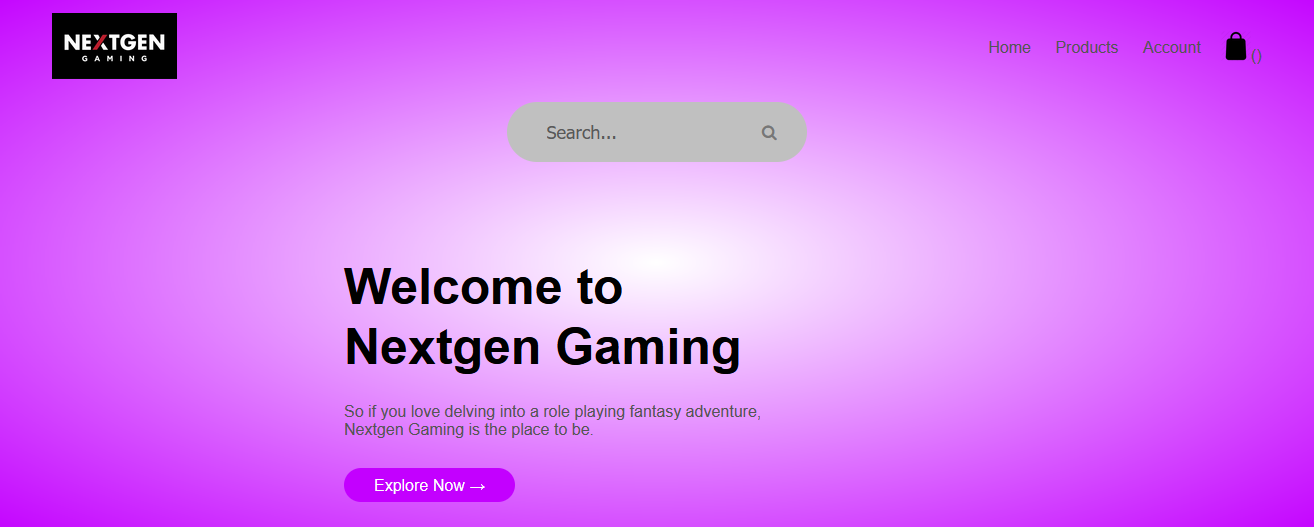 NEXTGEN
GAMING
Home Products Account ()
Search...
Welcome to
Nextgen Gaming
So if you love delving into a role playing fantasy adventure,
Nextgen Gaming is the place to be.
Explore Now →